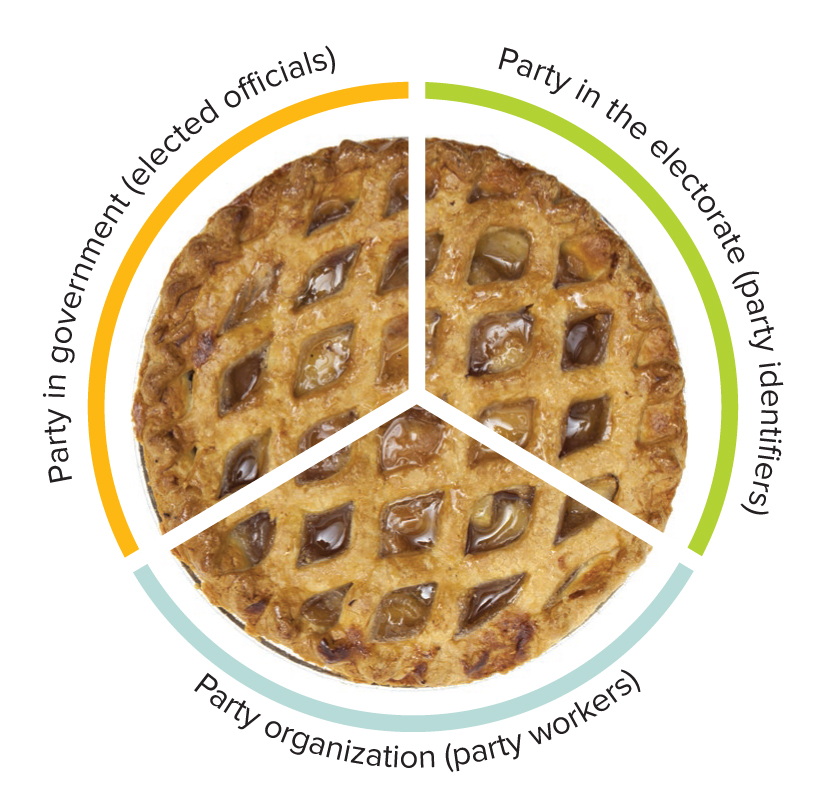 Party in government (elected officials)
Party in the electorate (party identifiers)
Party organization (party workers)